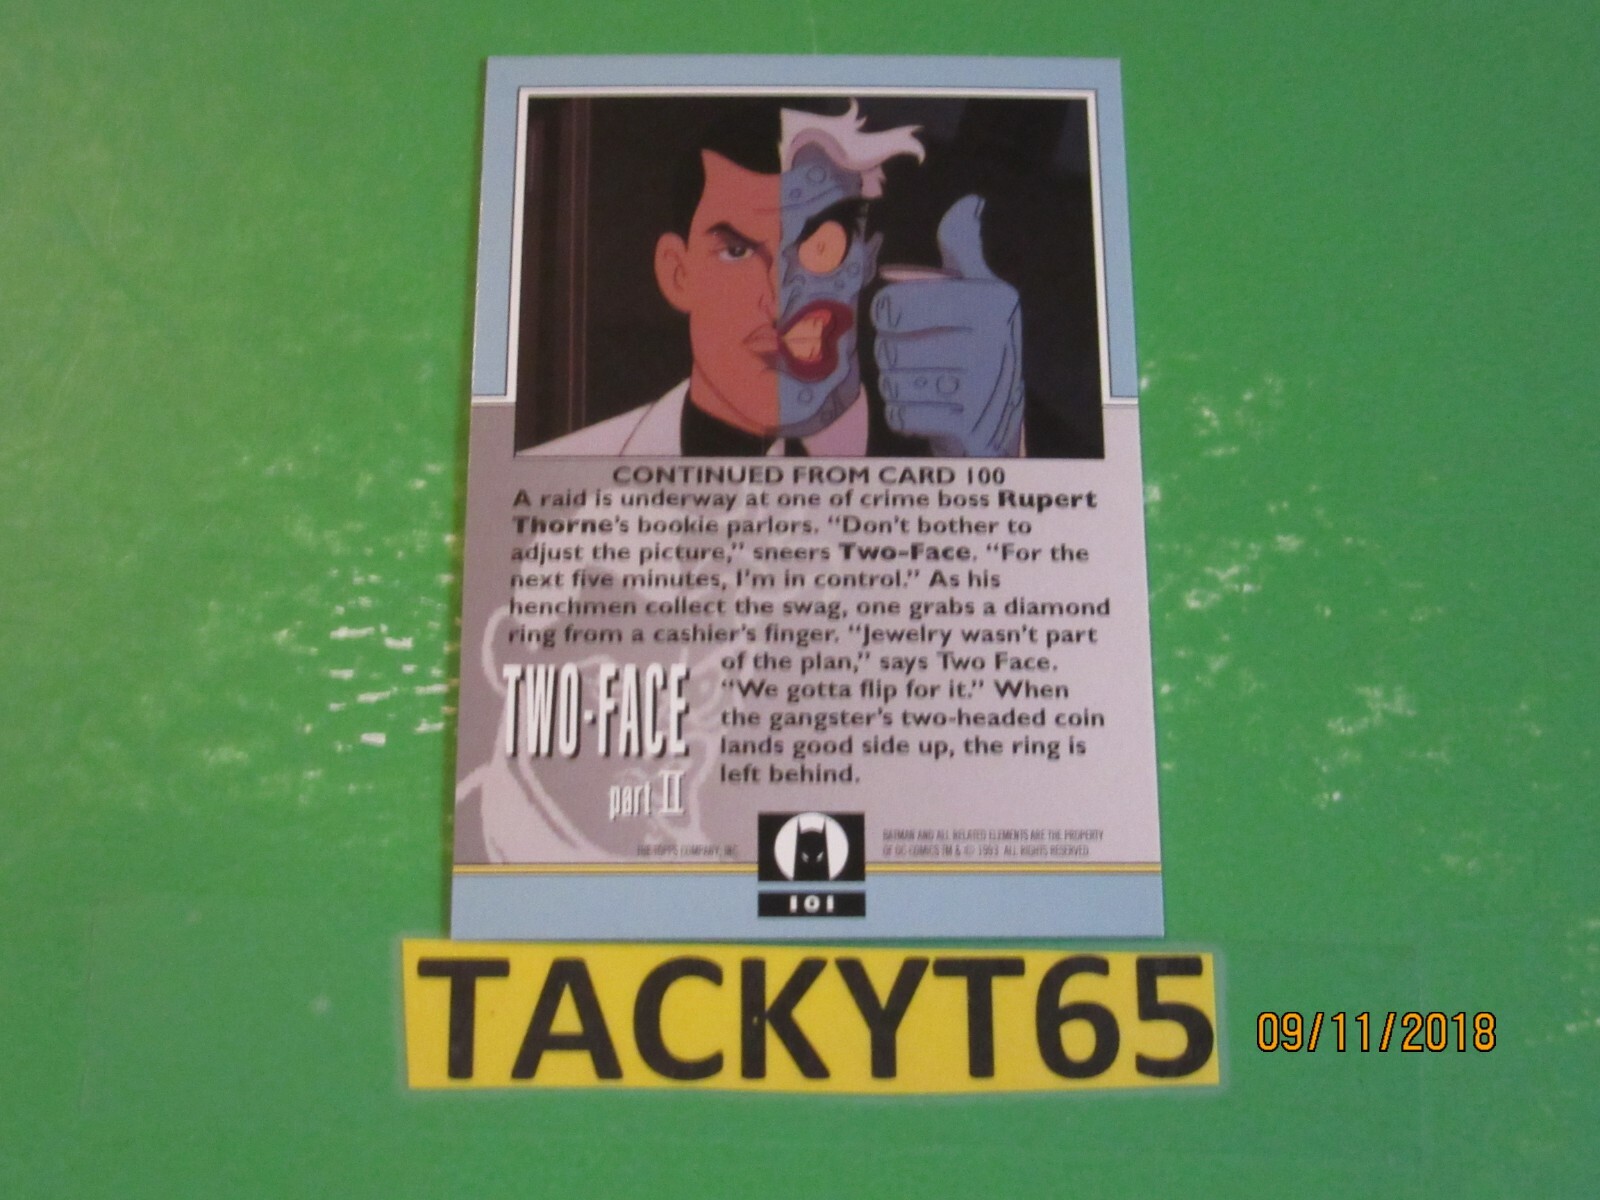 CONTINUED FROM CARD 100
A raid is underway at one of crime boss Rupert
Thorne's bookie parlors. "Don't bother to
adjust the picture," sneers Two-Face. "For the
next five minutes, I'm in control." As his
henchmen collect the swag, one grabs a diamond
ring from a cashier's finger. "Jewelry wasn't part
of the plan," says Two Face.
"We gotta flip for it." When
the gangster's two-headed coin
lands good side up, the ring is
left behind.
TWO-FACE
part II
THE TOPPS COMPANY, INC.
BATMAN AND ALL RELATED ELEMENTS ARE THE PROPERTY
OF DC COMICS TM & © 1993 ALL RIGHTS RESERVED
101
TACKYT65
09/11/2018